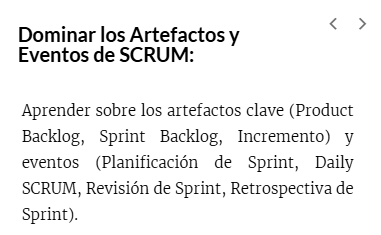 Dominar los Artefactos y
Eventos de SCRUM:
Aprender sobre los artefactos clave (Product
Backlog, Sprint Backlog, Incremento) y
eventos (Planificación de Sprint, Daily
SCRUM, Revisión de Sprint, Retrospectiva de
Sprint).